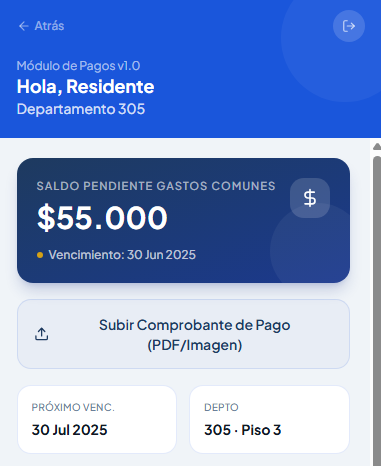 Atrás
Módulo de Pagos v1.0
Hola, Residente
Departamento 305
SALDO PENDIENTE GASTOS COMUNES
$
$55.000
Vencimiento: 30 Jun 2025
Subir Comprobante de Pago
(PDF/Imagen)
PRÓXIMO VENC.
30 Jul 2025
DEPTO
305 · Piso 3